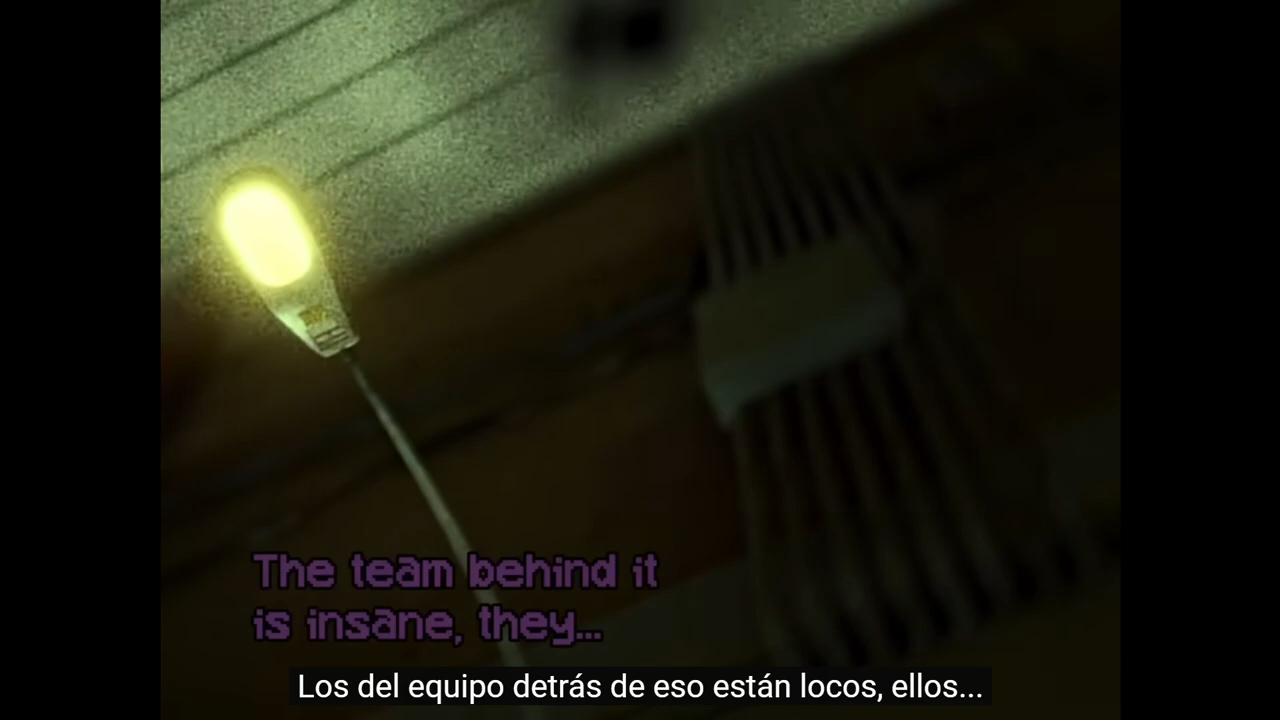 The team behind it
is insane, they...
Los del equipo detrás de eso están locos, ellos...